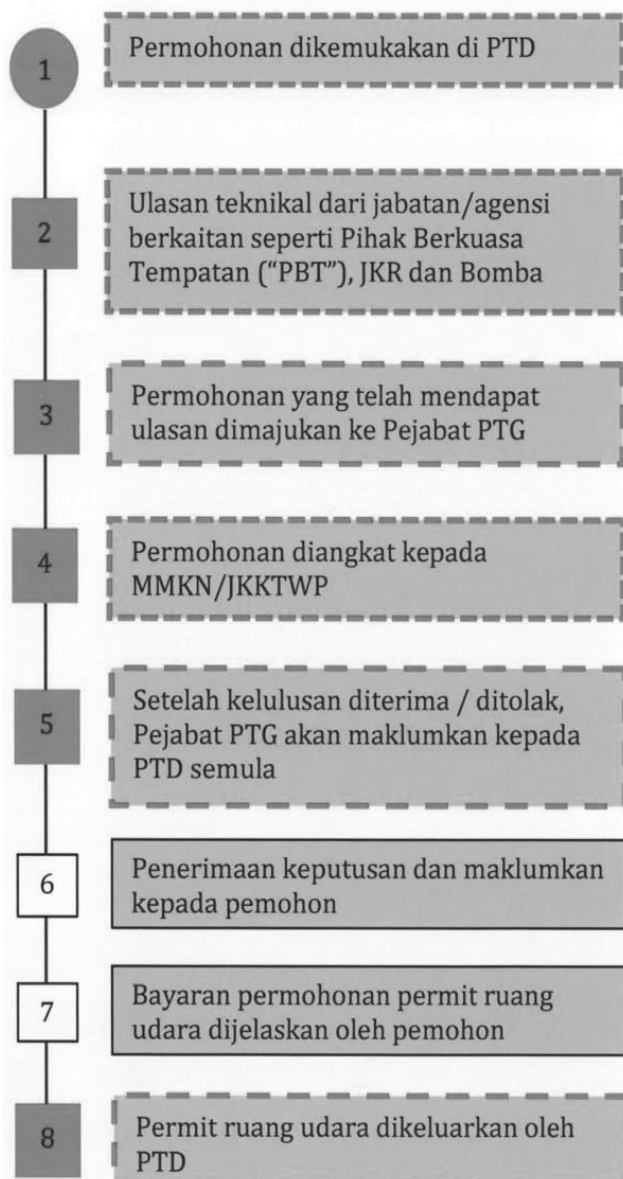 1
Permohonan dikemukakan di PTD
2
Ulasan teknikal dari jabatan/agensi
berkaitan seperti Pihak Berkuasa
Tempatan (“PBT”), JKR dan Bomba
3
Permohonan yang telah mendapat
ulasan dimajukan ke Pejabat PTG
4
Permohonan diangkat kepada
MMKN/JKKTWP
5
Setelah kelulusan diterima / ditolak,
Pejabat PTG akan maklumkan kepada
PTD semula
6
Penerimaan keputusan dan maklumkan
kepada pemohon
7
Bayaran permohonan permit ruang
udara dijelaskan oleh pemohon
8
Permit ruang udara dikeluarkan oleh
PTD